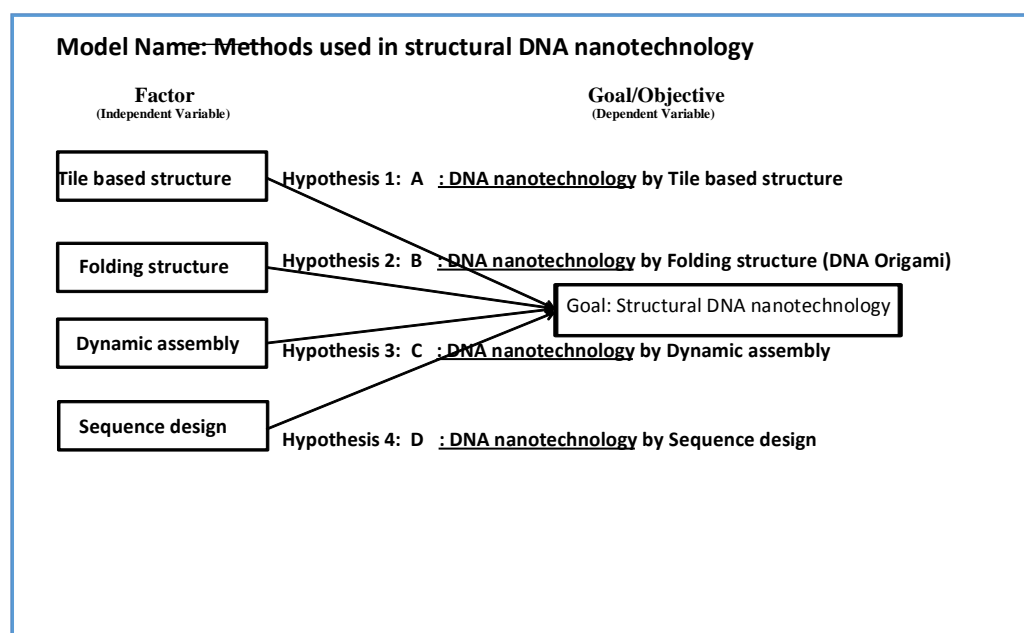 Model Name: Methods used in structural DNA nanotechnology
Factor
(Independent Variable)
Goal/Objective
(Dependent Variable)
Tile based structure
Hypothesis 1: A : DNA nanotechnology by Tile based structure
Folding structure
Hypothesis 2: B : DNA nanotechnology by Folding structure (DNA Origami)
Goal: Structural DNA nanotechnology
Dynamic assembly
Hypothesis 3: C : DNA nanotechnology by Dynamic assembly
Sequence design
Hypothesis 4: D : DNA nanotechnology by Sequence design